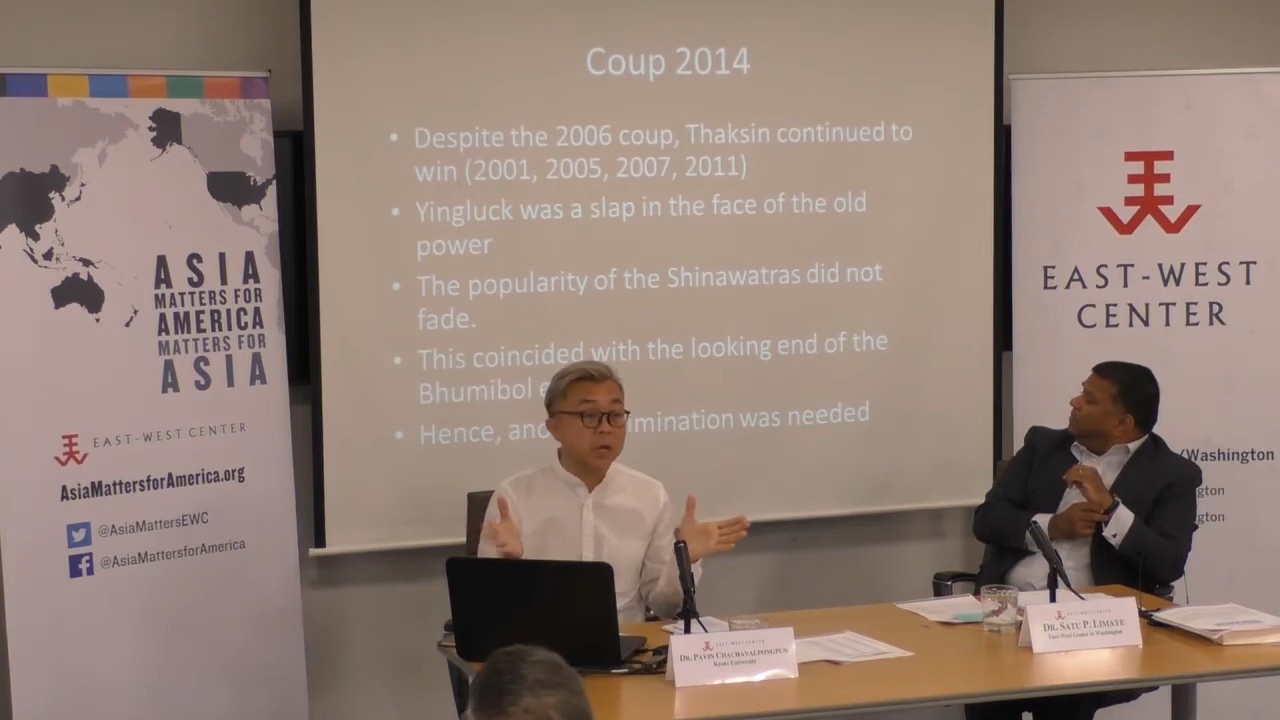 Coup 2014
• Despite the 2006 coup, Thaksin continued to
win (2001, 2005, 2007, 2011)
• Yingluck was a slap in the face of the old
power
• The popularity of the Shinawatras did not
fade.
• This coincided with the looking end of the
Bhumibol
• Hence, was needed
ASIA
MATTERS FOR
AMERICA
MATTERS FOR
ASIA
EAST-WEST CENTER
AsiaMattersforAmerica.org
@AsiaMattersEWC
@AsiaMattersforAmerica
EAST-WEST
CENTER
/Washington
gton
gton
EAST-WEST CENTER
DR. PAVIN CHACHAVALPONGPUN
Kyoto University
DR. SATU P. LIMAYE
East-West Center in Washington